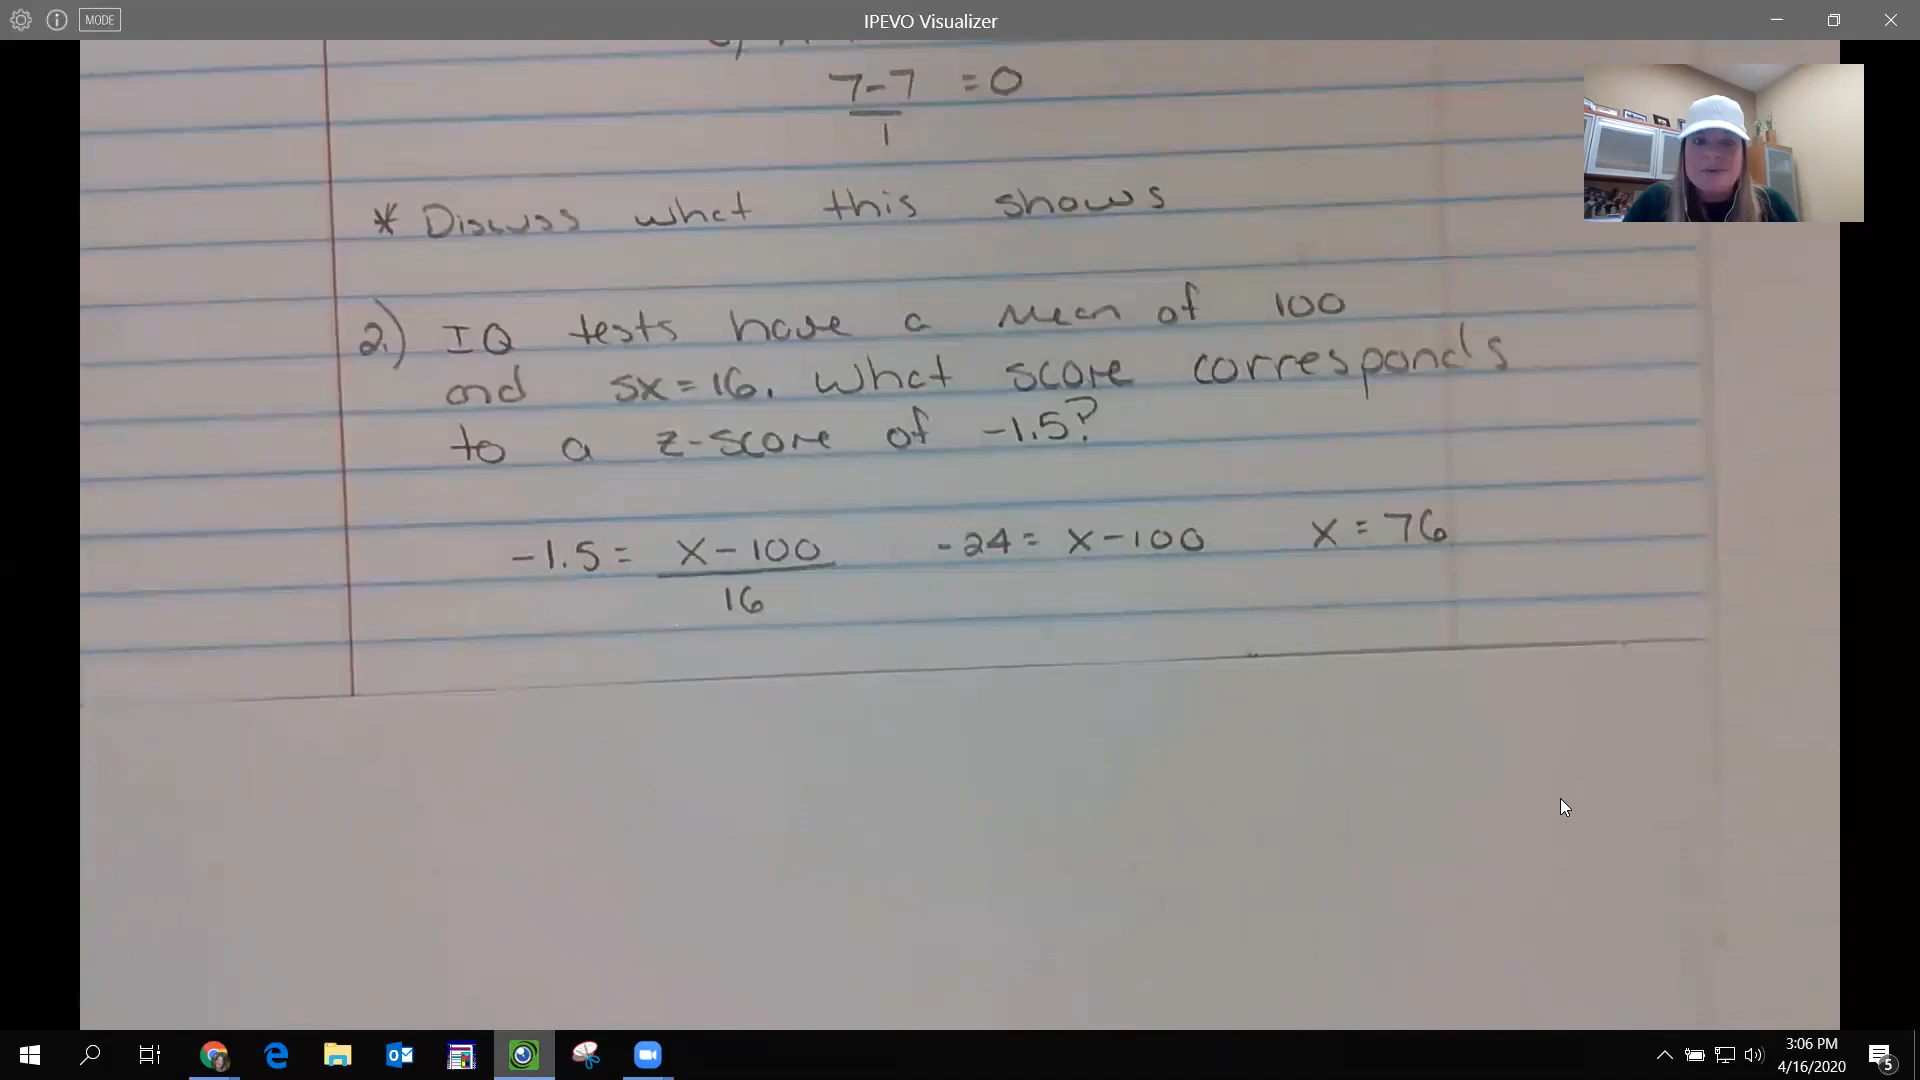 MODE
IPEVO Visualizer
7-7 =0
1
* Discuss what this shows
2.) IQ tests have a mean of 100
and sx=16. What score corresponds
to a z-score of -1.5?
-1.5= x-100 -24= x-100 x=76
16
3:06 PM
4/16/2020
5